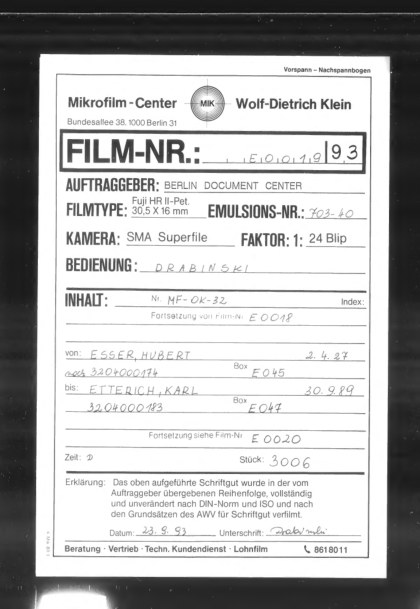 Vorspann – Nachspannbogen
Mikrofilm - Center MIK Wolf-Dietrich Klein
Bundesallee 38, 1000 Berlin 31
FILM-NR.: E0019 93
AUFTRAGGEBER: BERLIN DOCUMENT CENTER
FILMTYPE: Fuji HR II-Pet. 30,5 X 16 mm EMULSIONS-NR.: 703-40
KAMERA: SMA Superfile FAKTOR: 1: 24 Blip
BEDIENUNG: DRABINSKI
INHALT: Nr. MF-OK-32 Index:
Fortsetzung von Film-Nr. E0018
von: ESSER, HUBERT 2.4.27
3204000174 Box E045
bis: ETTERICH, KARL 30.9.89
3204000183 Box E047
Fortsetzung siehe Film-Nr. E0020
Zeit: D Stück: 3006
Erklärung: Das oben aufgeführte Schriftgut wurde in der vom
Auftraggeber übergebenen Reihenfolge, vollständig
und unverändert nach DIN-Norm und ISO und nach
den Grundsätzen des AWV für Schriftgut verfilmt.
Datum: 23.9.93 Unterschrift: Drabinski
Beratung · Vertrieb · Techn. Kundendienst · Lohnfilm 8618011